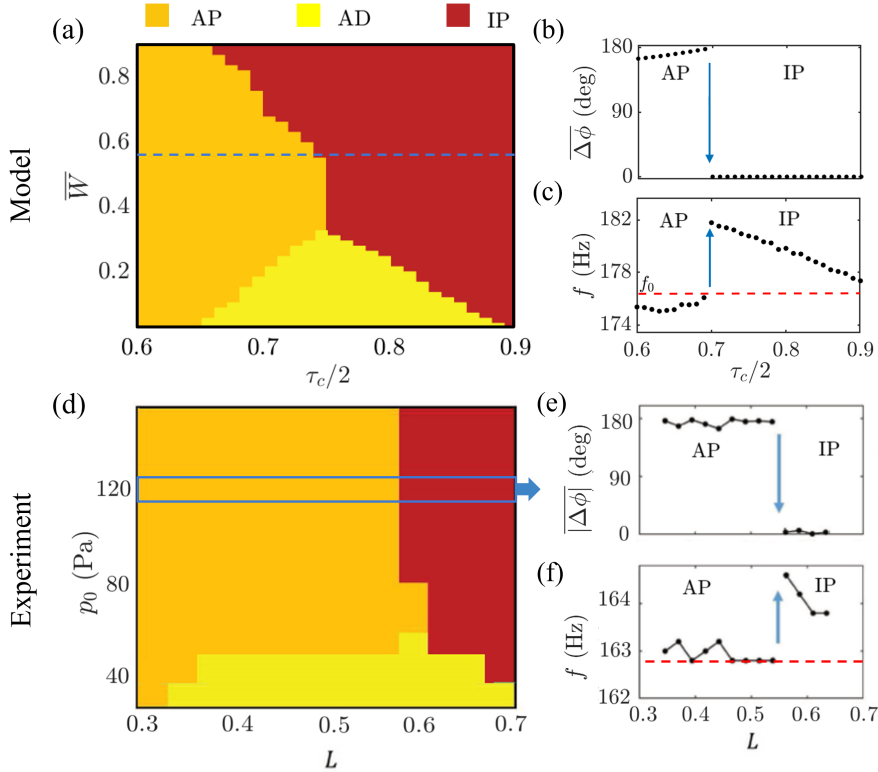 AP AD IP
(a)
Model
W̅
0.8
0.6
0.4
0.2
0.6 0.7 0.8 0.9
τc/2
(b)
Δϕ (deg)
180
90
0
AP IP
(c)
f (Hz)
182
178
174
AP IP
f0
0.6 0.7 0.8 0.9
τc/2
(d)
Experiment
p0 (Pa)
120
80
40
0.3 0.4 0.5 0.6 0.7
L
(e)
|Δϕ| (deg)
180
90
0
AP IP
(f)
f (Hz)
164
163
162
AP IP
0.3 0.4 0.5 0.6 0.7
L